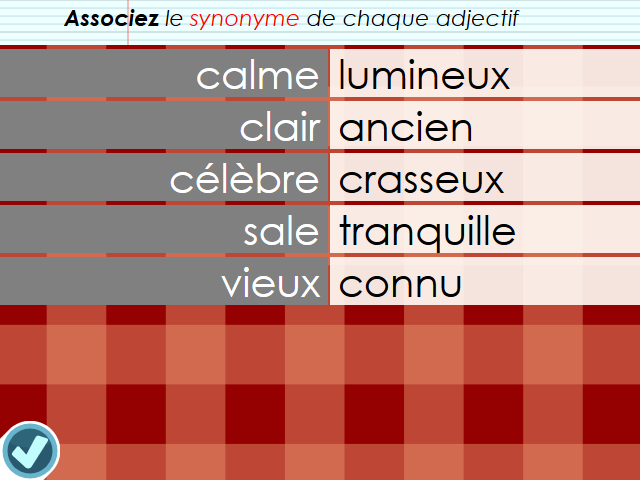 Associez le synonyme de chaque adjectif
calme lumineux
clair ancien
célèbre crasseux
sale tranquille
vieux connu